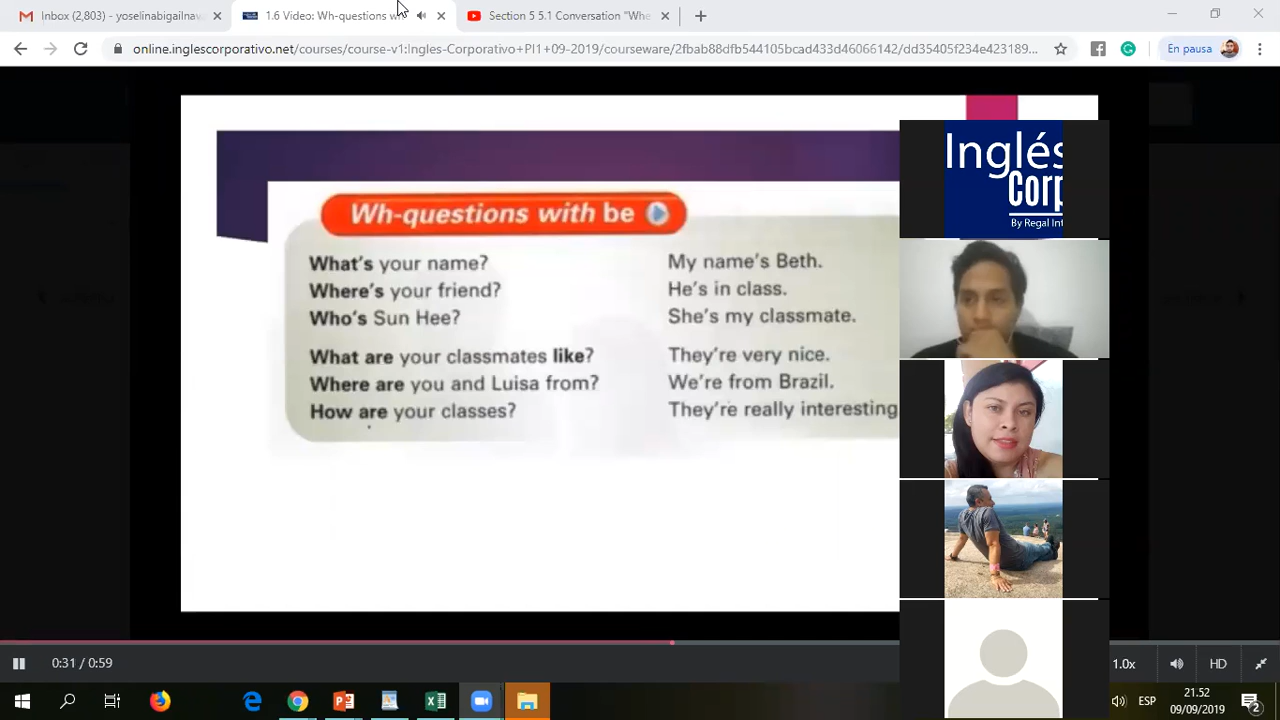 Inbox (2,803) - yoselinabigailnav
1.6 Video: Wh-questions w
Section 5 5.1 Conversation "Whe
online.inglescorporativo.net/courses/course-v1:Ingles-Corporativo+PI1+09-2019/courseware/2fbab88dfb544105bcad433d46066142/dd35405f234e423189...
En pausa
Wh-questions with be
What's your name? My name's Beth.
Where's your friend? He's in class.
Who's Sun Hee? She's my classmate.
What are your classmates like? They're very nice.
Where are you and Luisa from? We're from Brazil.
How are your classes? They're really interesting
Inglés
Corp
By Regal Int
0:31 / 0:59
1.0x
HD
ESP
21.52
09/09/2019
2